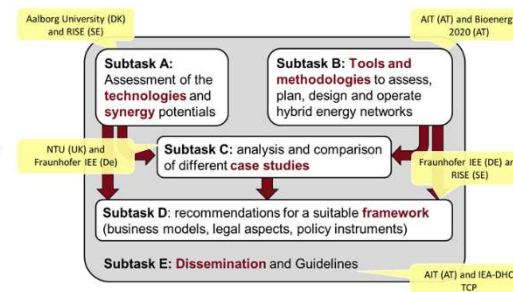 Aalborg University (DK)
and RISE (SE)
AIT (AT) and Bioenergy
2020 (AT)
Subtask A:
Assessment of the
technologies and
synergy potentials
Subtask B: Tools and
methodologies to assess,
plan, design and operate
hybrid energy networks
NTU (UK) and
Fraunhofer IEE (De)
Subtask C: analysis and comparison
of different case studies
Fraunhofer IEE (DE) an
RISE (SE)
Subtask D: recommendations for a suitable framework
(business models, legal aspects, policy instruments)
Subtask E: Dissemination and Guidelines
AIT (AT) and IEA-DHC
TCP